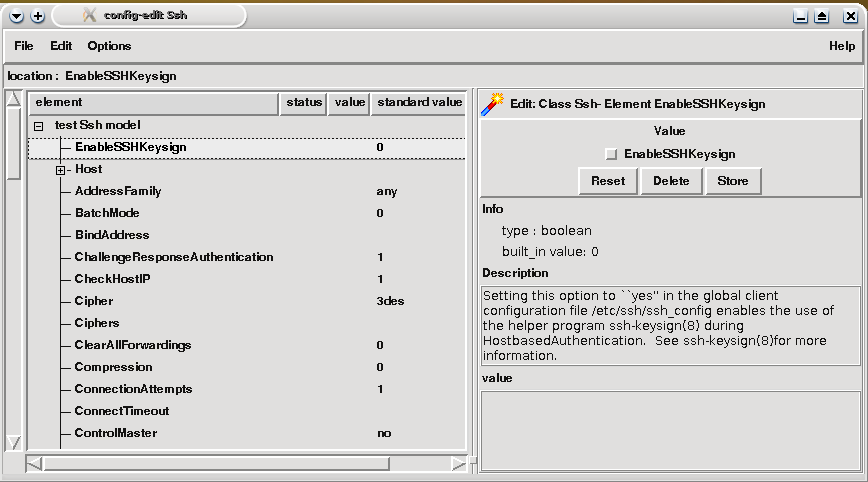 config-edit Ssh
File Edit Options Help
location : EnableSSHKeysign
element status value standard value
test Ssh model
EnableSSHKeysign 0
Host
AddressFamily any
BatchMode 0
BindAddress
ChallengeResponseAuthentication 1
CheckHostIP 1
Cipher 3des
Ciphers
ClearAllForwardings 0
Compression 0
ConnectionAttempts 1
ConnectTimeout
ControlMaster no
Edit: Class Ssh- Element EnableSSHKeysign
Value
EnableSSHKeysign
Reset Delete Store
Info
type : boolean
built_in value: 0
Description
Setting this option to ``yes'' in the global client
configuration file /etc/ssh/ssh_config enables the use of
the helper program ssh-keysign(8) during
HostbasedAuthentication.  See ssh-keysign(8)for more
information.
value